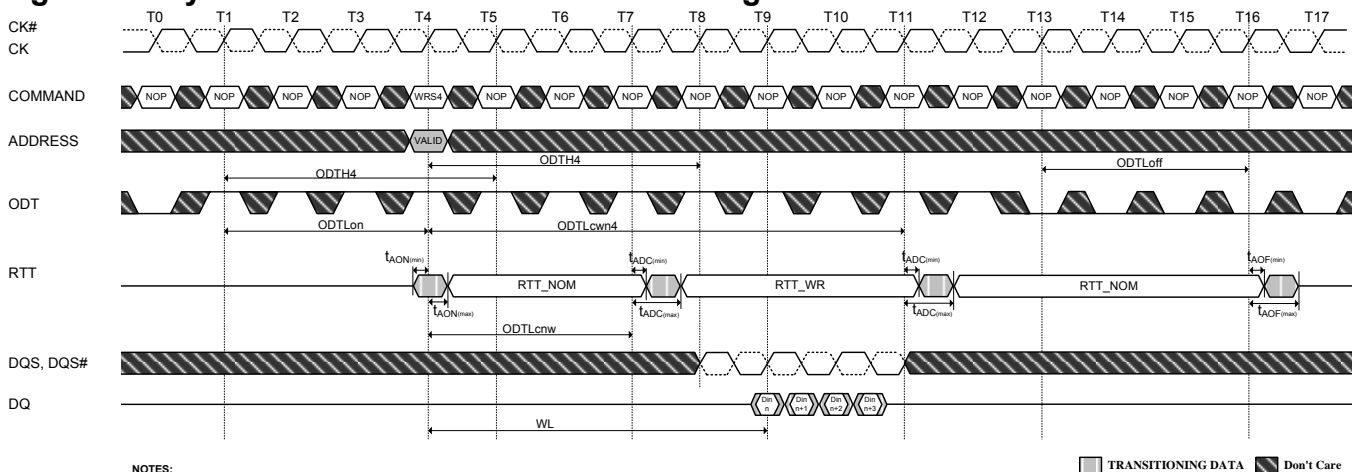 T0 T1 T2 T3 T4 T5 T6 T7 T8 T9 T10 T11 T12 T13 T14 T15 T16 T17
CK#
CK
COMMAND NOP NOP NOP NOP WRS4 NOP NOP NOP NOP NOP NOP NOP NOP NOP NOP NOP NOP NOP
ADDRESS VALID
ODTH4 ODTLoff
ODTH4
ODT
ODTLon ODTLcwn4
tAON(min) tADC(min) tADC(min) tAOF(min)
RTT RTT_NOM RTT_WR RTT_NOM
tAON(max) tADC(max) tADC(max) tAOF(max)
ODTLcnw
DQS, DQS#
DQ Din n Din n+1 Din n+2 Din n+3
WL
TRANSITIONING DATA Don't Care
NOTES: